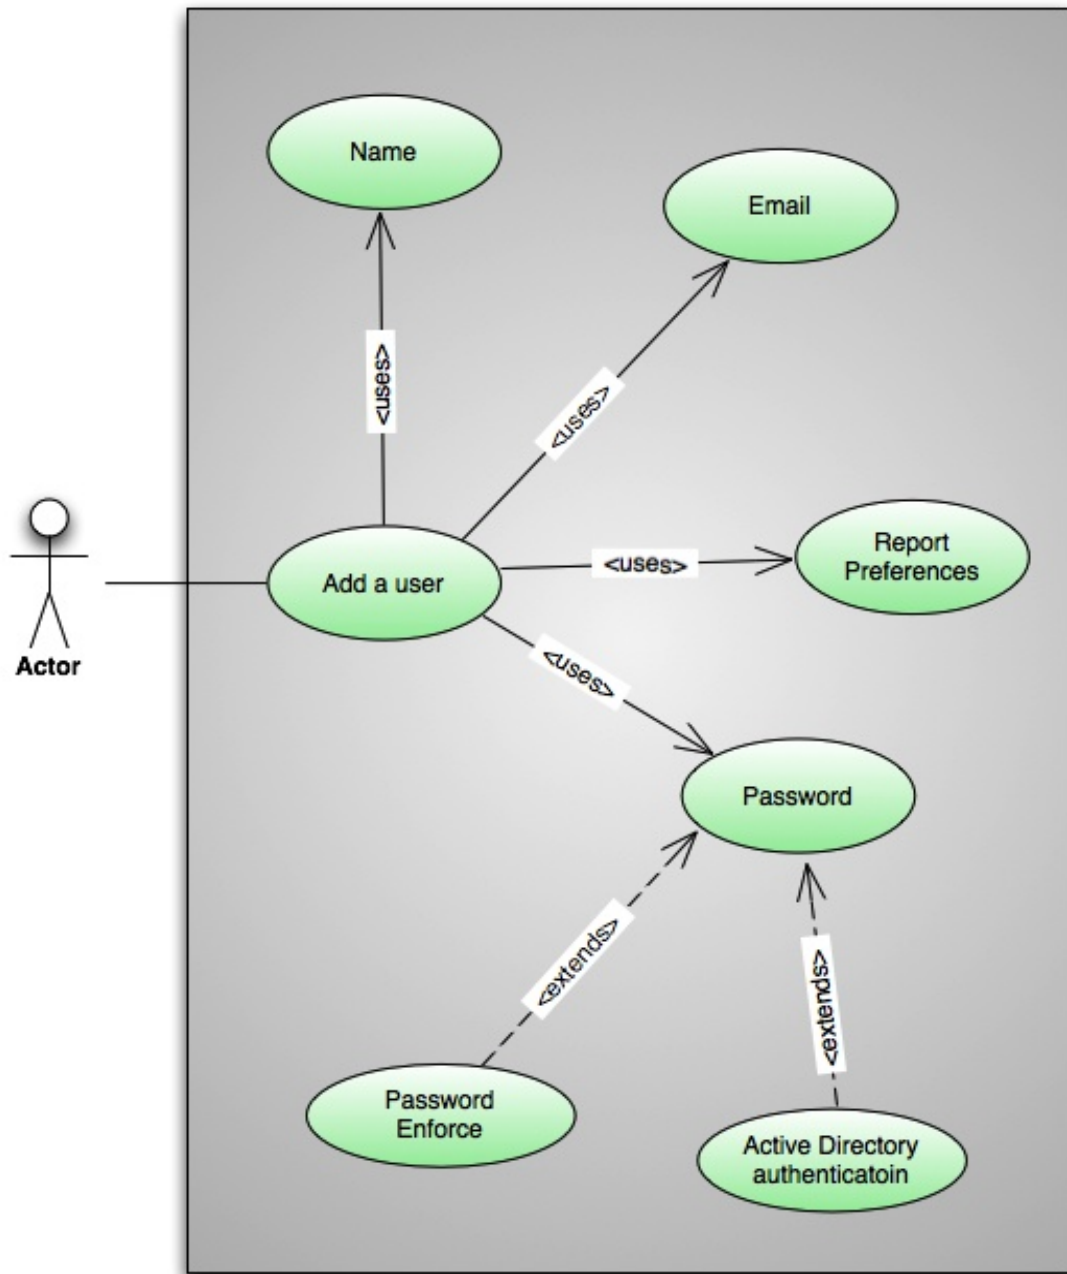 Name
Email
<uses>
<uses>
Add a user
<uses>
Report
Preferences
Actor
<uses>
Password
<extends>
<extends>
Password
Enforce
Active Directory
authenticatoin